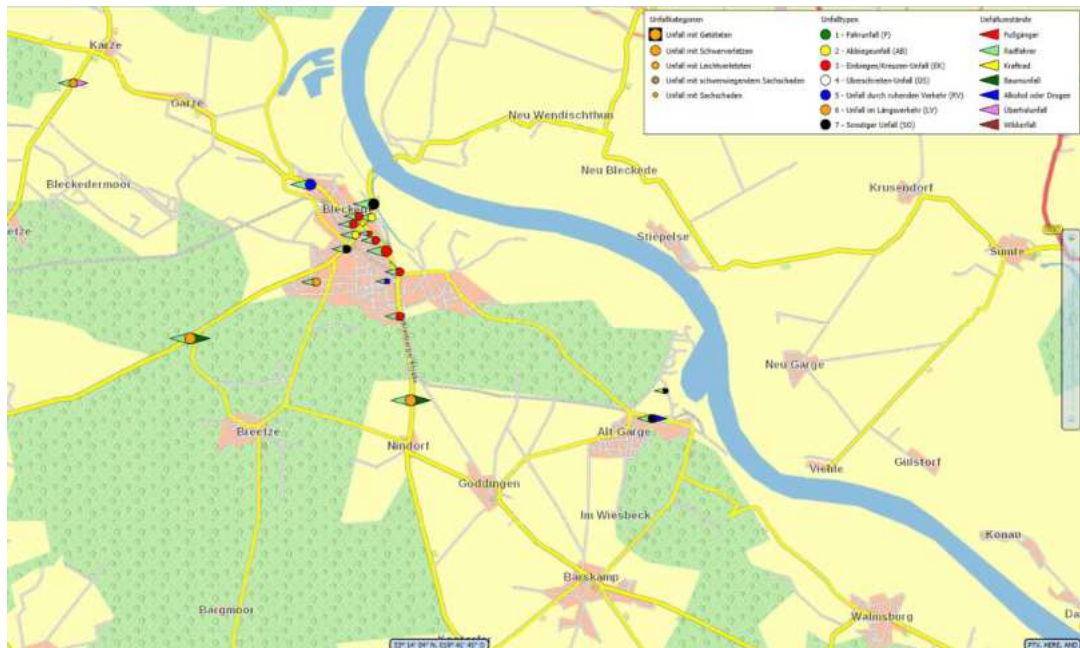 Unfallkategorien
Unfall mit Getöteten
Unfall mit Schwerverletzten
Unfall mit Leichtverletzten
Unfall mit schwerwiegendem Sachschaden
Unfall mit Sachschaden
Unfalltypen
1 - Fahrunfall (F)
2 - Abbiegeunfall (AB)
3 - Einbiegen/Kreuzen-Unfall (EK)
4 - Überschreiten-Unfall (ÜS)
5 - Unfall durch ruhenden Verkehr (RV)
6 - Unfall im Längsverkehr (LV)
7 - Sonstiger Unfall (SO)
Unfallumstände
Fußgänger
Radfahrer
Kraftrad
Baumunfall
Alkohol oder Drogen
Überholunfall
Wildunfall
Karze
Garze
Neu Wendischthun
Bleckedermoor
Neu Bleckede
Krusendorf
Stiepelse
Sumte
Neu Garge
Breetze
Nindorf
Alt Garge
Göddingen
Viehle
Gülstorf
Im Wiesbeck
Konau
Barskamp
Bargmoor
Walmsburg
PTV, HERE, AND